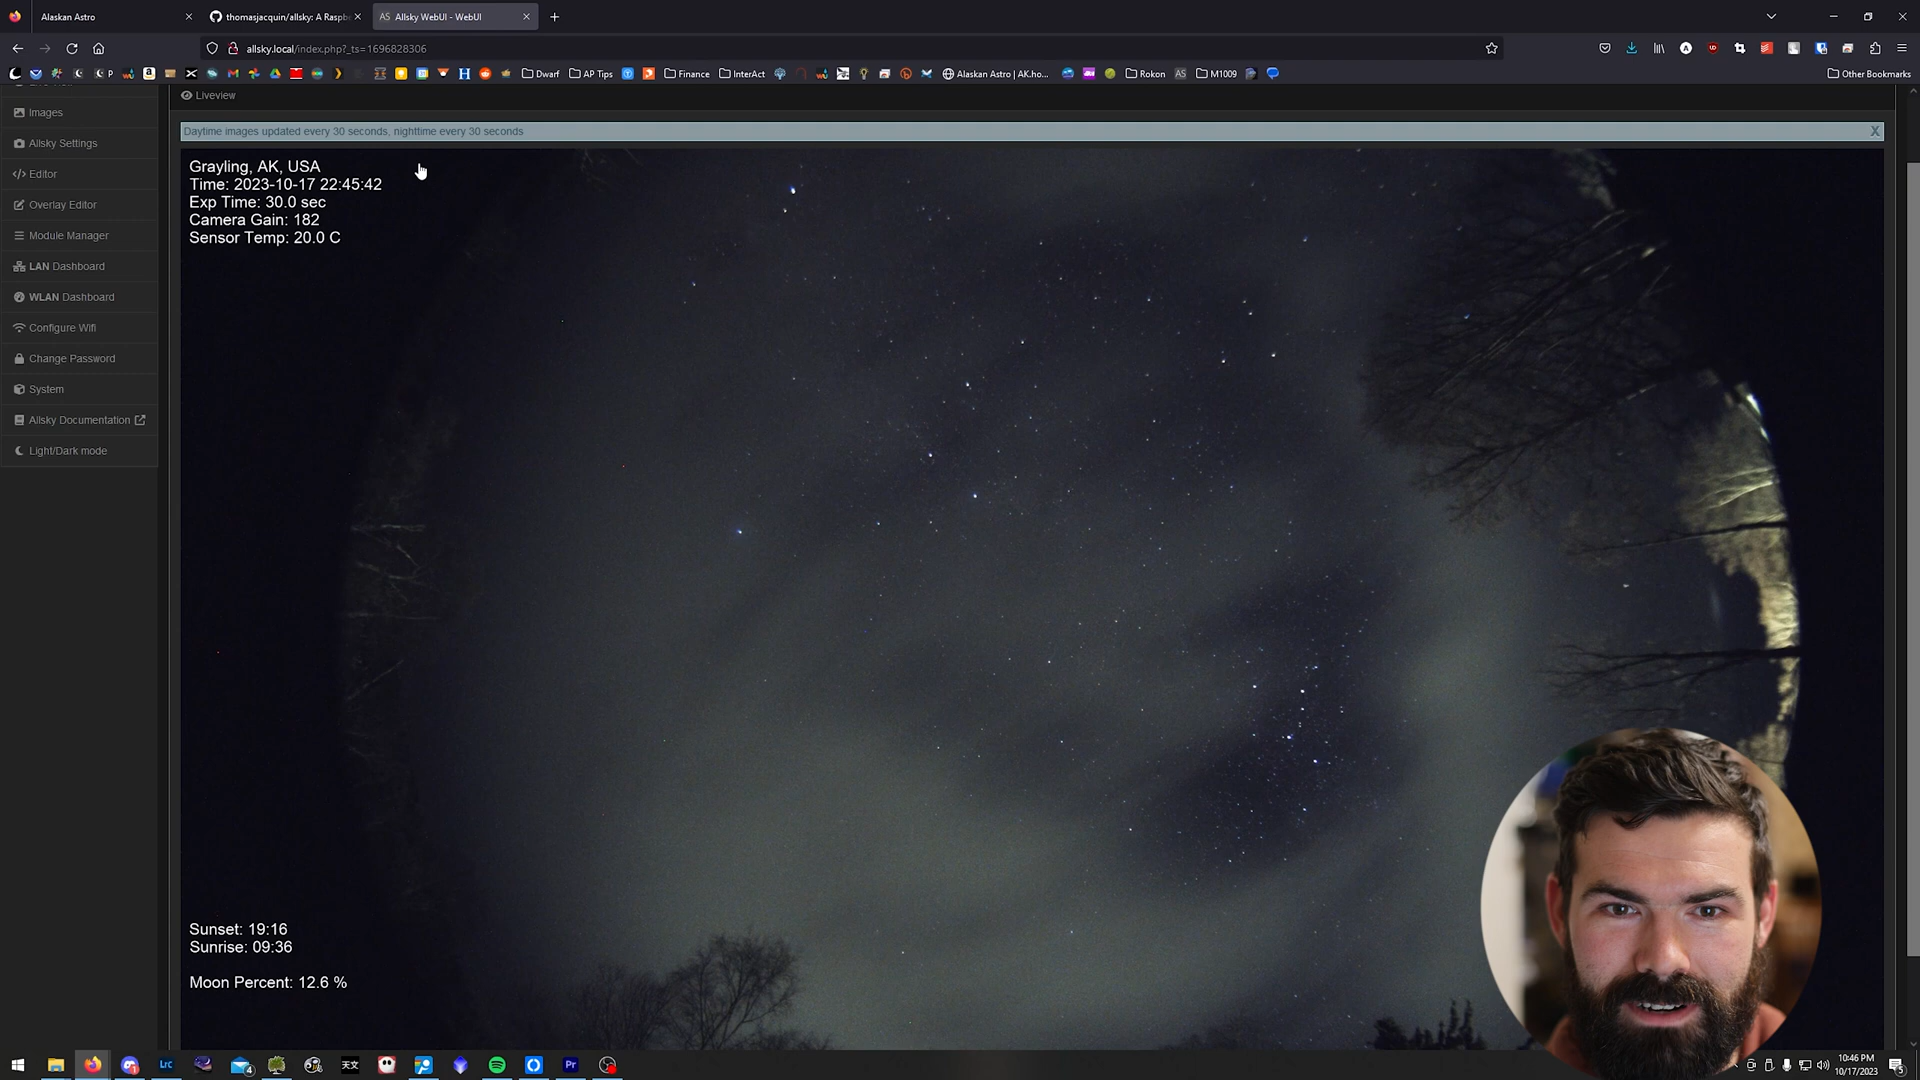 Alaskan Astro
thomasjacquin/allsky: A Raspb
Allsky WebUI - WebUI
allsky.local/index.php?_ts=1696828306
Dwarf
AP Tips
Finance
InterAct
Alaskan Astro | AK.ho...
Rokon
M1009
Other Bookmarks
Liveview
Images
Allsky Settings
Editor
Overlay Editor
Module Manager
LAN Dashboard
WLAN Dashboard
Configure Wifi
Change Password
System
Allsky Documentation
Light/Dark mode
Daytime images updated every 30 seconds, nighttime every 30 seconds
X
Grayling, AK, USA
Time: 2023-10-17 22:45:42
Exp Time: 30.0 sec
Camera Gain: 182
Sensor Temp: 20.0 C
Sunset: 19:16
Sunrise: 09:36
Moon Percent: 12.6 %
Lrc
天文
Pr
10:46 PM
10/17/2023